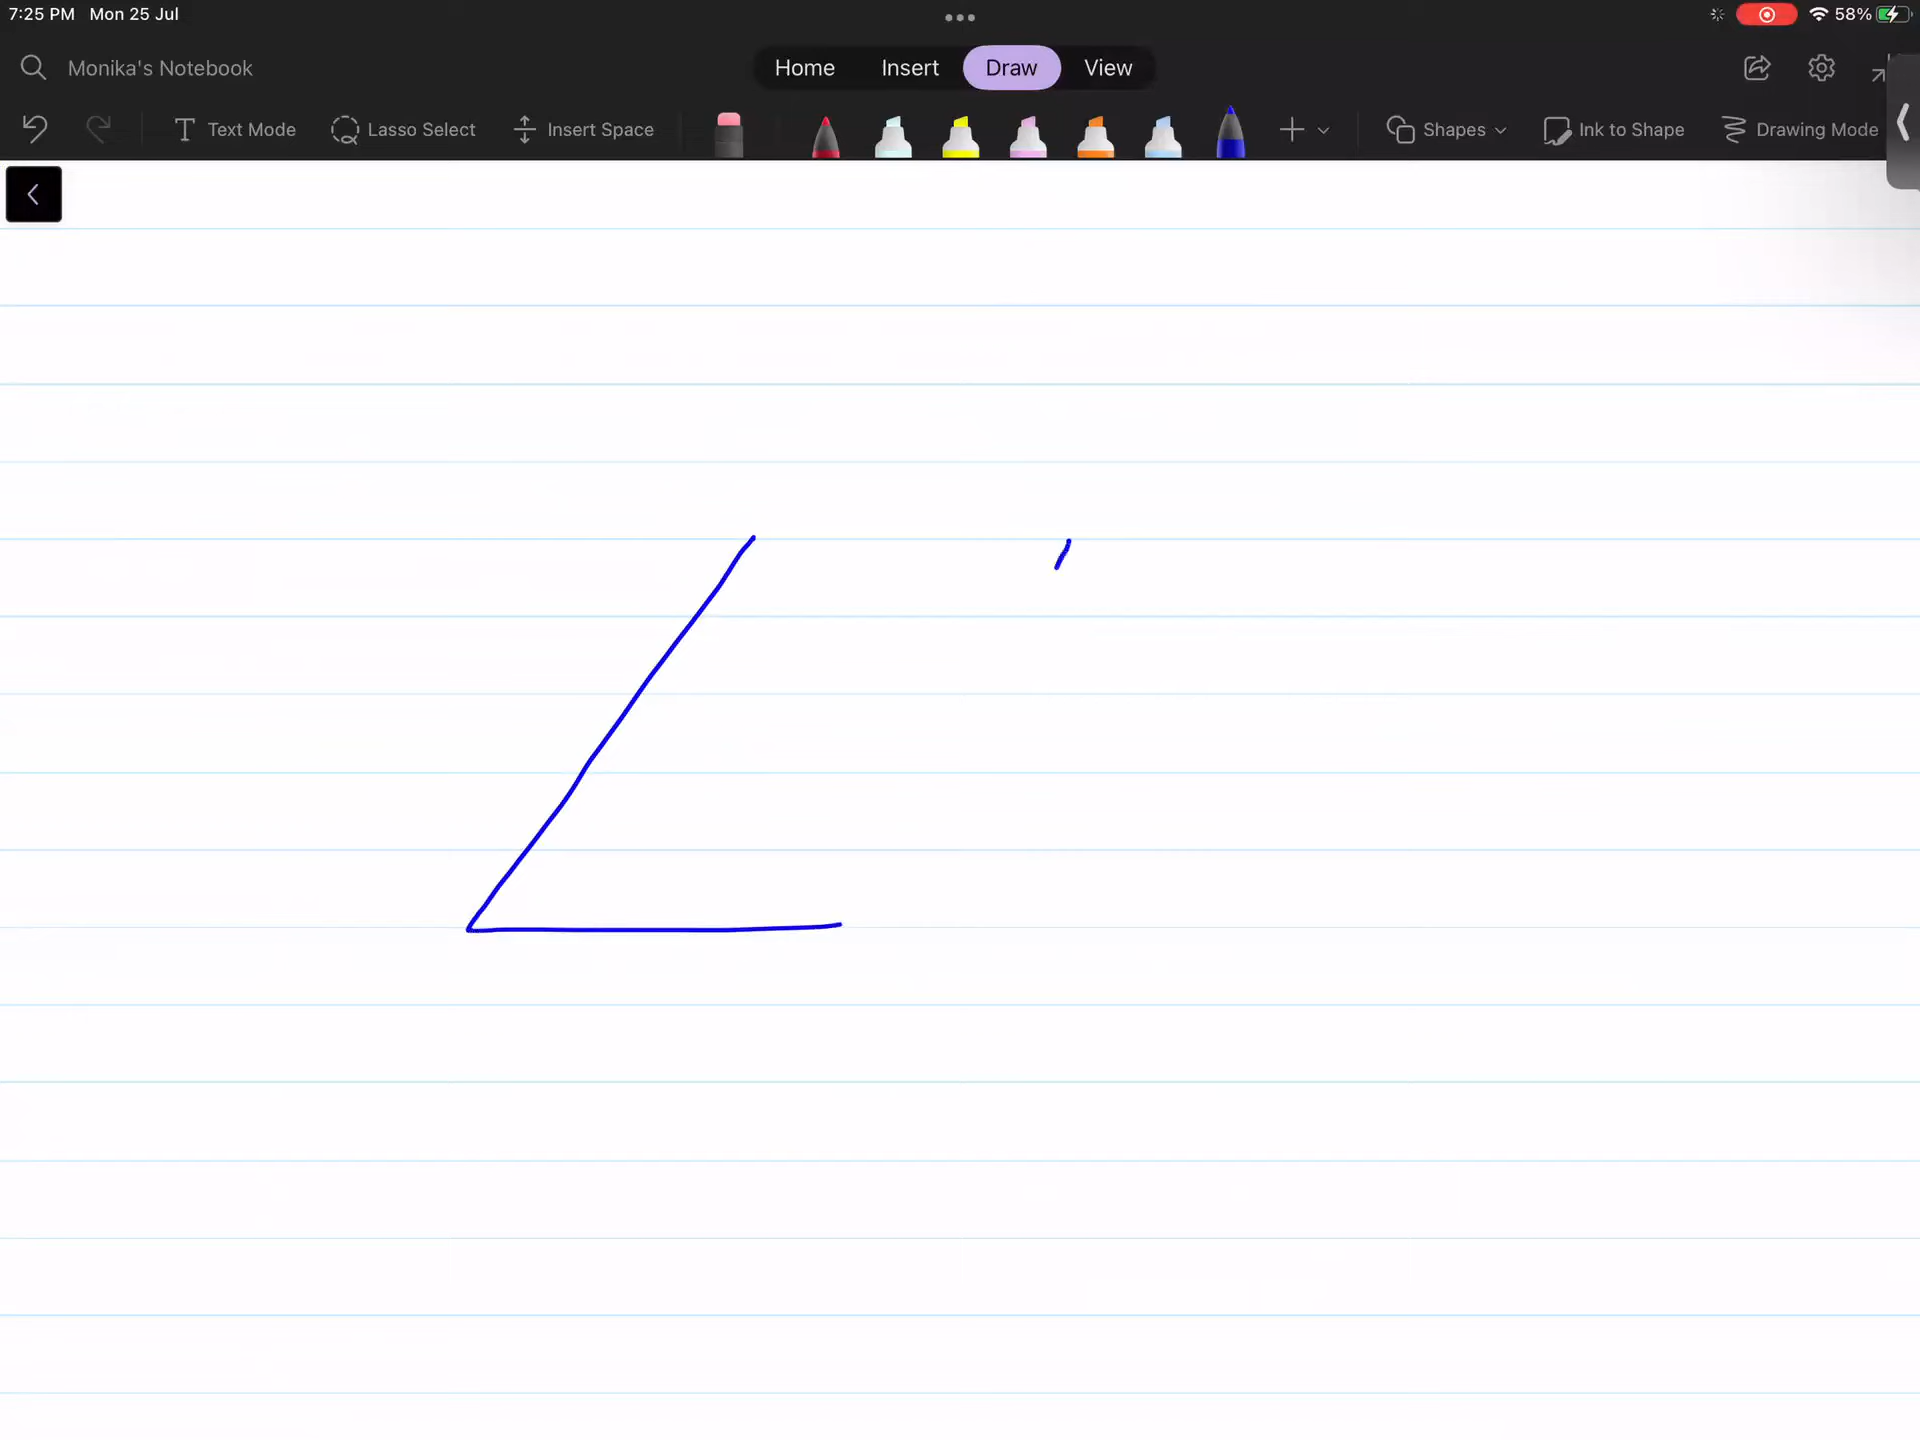 7:25 PM Mon 25 Jul
58%
Monika's Notebook
Home Insert Draw View
Text Mode Lasso Select Insert Space Shapes Ink to Shape Drawing Mode